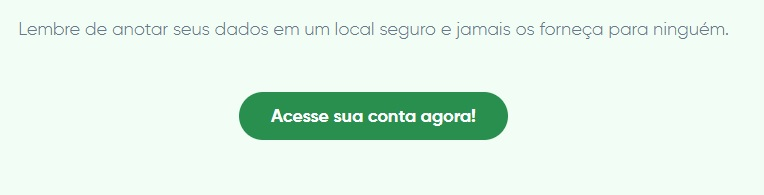 Lembre de anotar seus dados em um local seguro e jamais os forneça para ninguém.
Acesse sua conta agora!